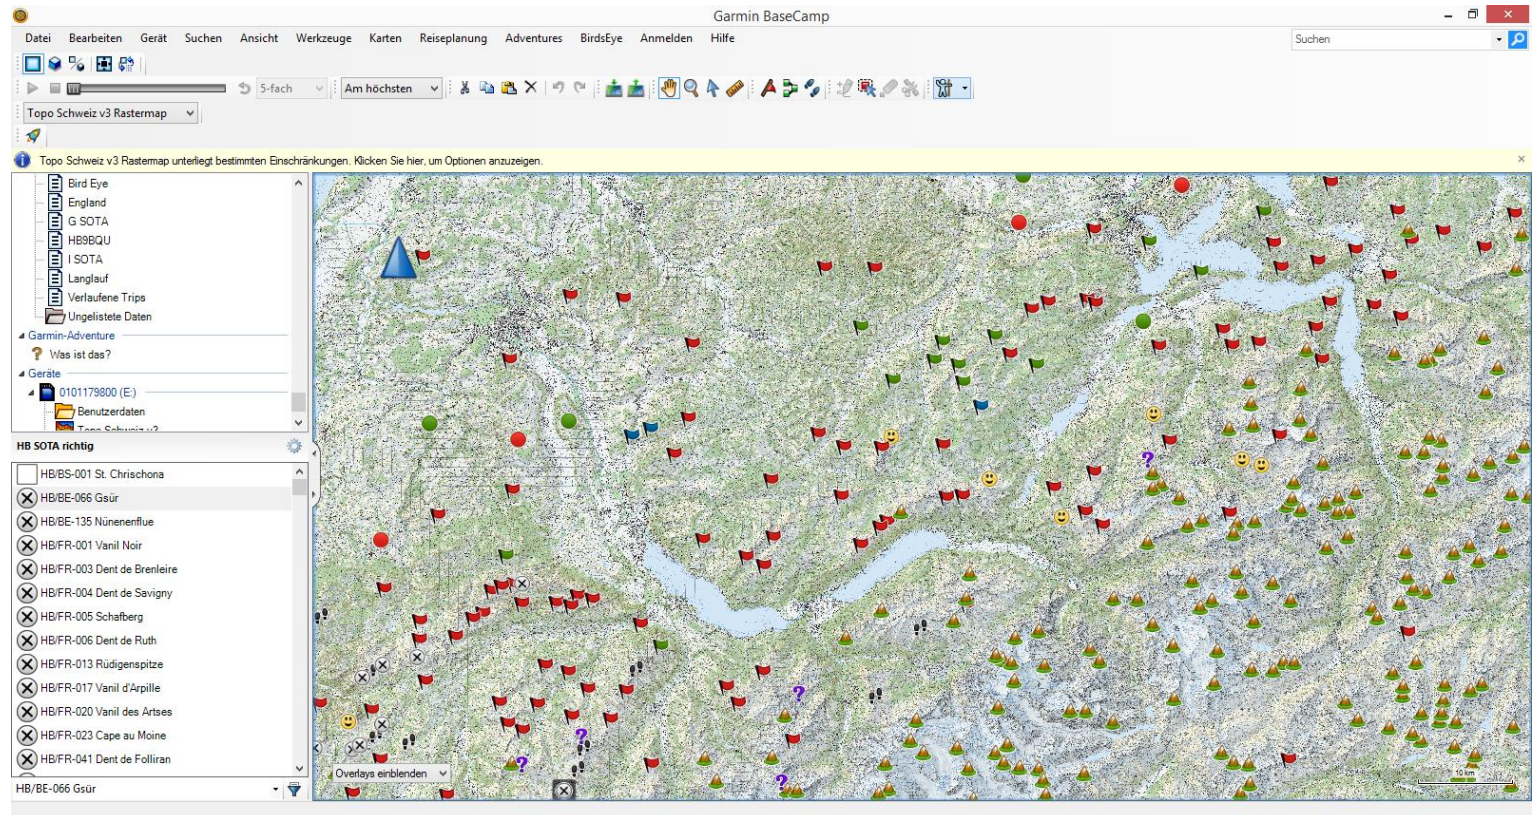 Garmin BaseCamp
Datei Bearbeiten Gerät Suchen Ansicht Werkzeuge Karten Reiseplanung Adventures BirdsEye Anmelden Hilfe
Suchen
5-fach Am höchsten
Topo Schweiz v3 Rastermap
Topo Schweiz v3 Rastermap unterliegt bestimmten Einschränkungen. Klicken Sie hier, um Optionen anzuzeigen.
Bird Eye
England
G SOTA
HB9BQU
I SOTA
Langlauf
Verlaufene Trips
Ungelistete Daten
Garmin-Adventure
Was ist das?
Geräte
0101179800 (E:)
Benutzerdaten
Topo Schweiz v3
HB SOTA richtig
HB/BS-001 St. Chrischona
HB/BE-066 Gsür
HB/BE-135 Nünenenflue
HB/FR-001 Vanil Noir
HB/FR-003 Dent de Brenleire
HB/FR-004 Dent de Savigny
HB/FR-005 Schafberg
HB/FR-006 Dent de Ruth
HB/FR-013 Rüdigenspitze
HB/FR-017 Vanil d'Arpille
HB/FR-020 Vanil des Artses
HB/FR-023 Cape au Moine
HB/FR-041 Dent de Folliran
HB/BE-066 Gsür
Overlays einblenden
10 km